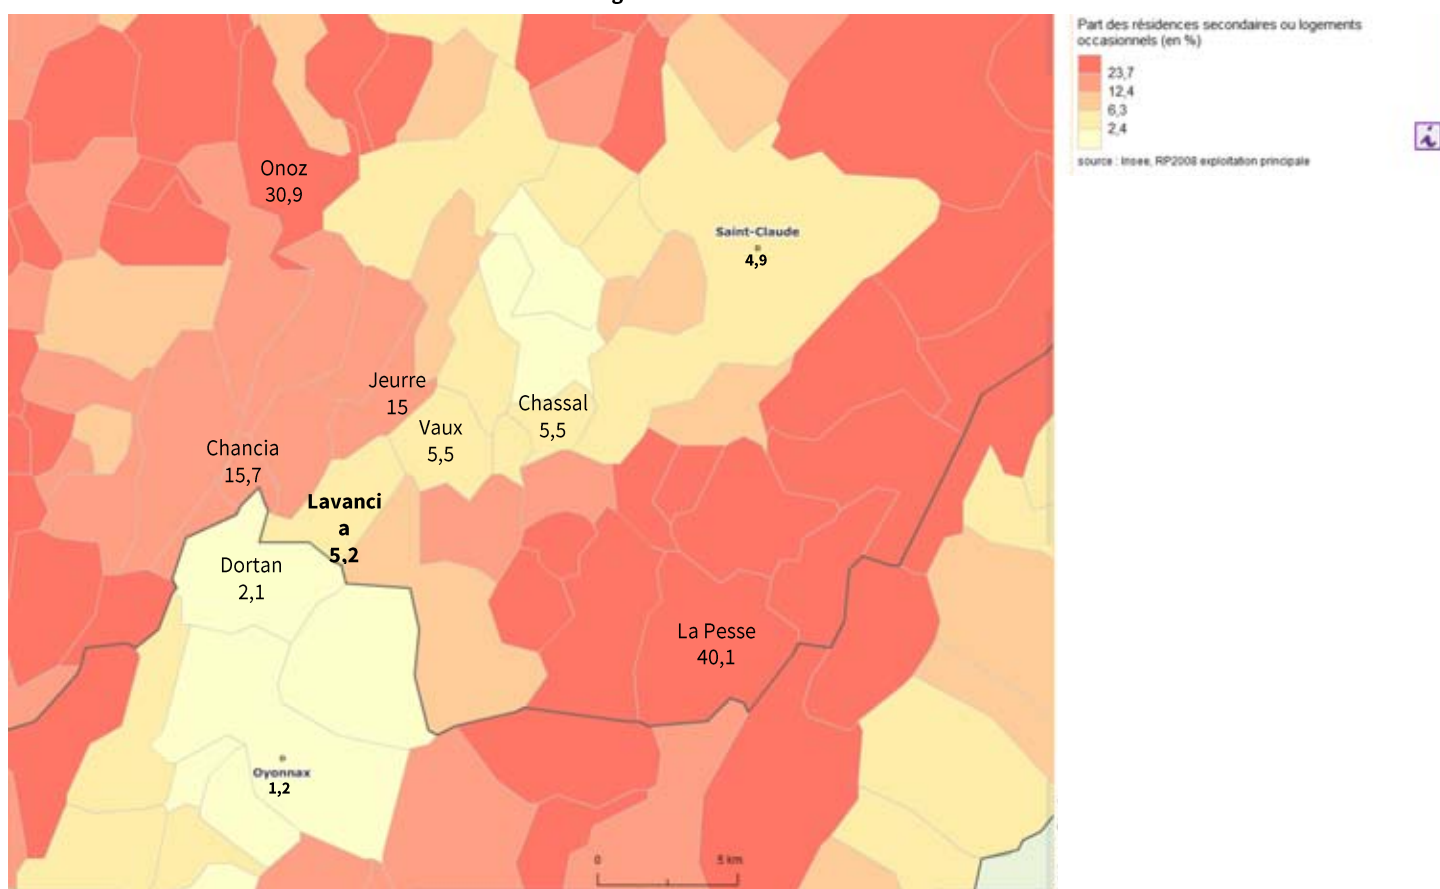 Part des résidences secondaires ou logements
occasionnels (en %)
23,7
12,4
6,3
2,4
source : Insee, RP2008 exploitation principale
i
Onoz
30,9
Saint-Claude
4,9
Jeurre
15
Chassal
5,5
Vaux
5,5
Chancia
15,7
Lavanci
a
5,2
Dortan
2,1
La Pesse
40,1
Oyonnax
1,2
0 5 km